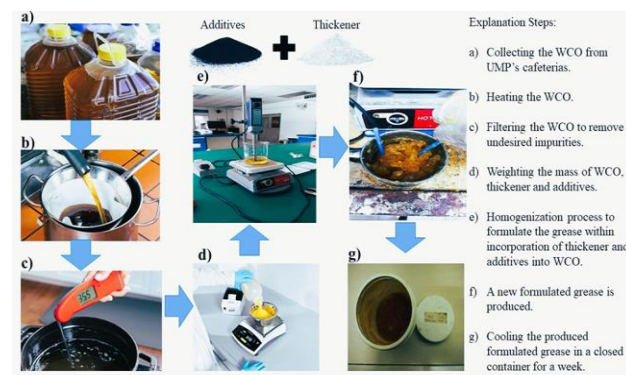 a)
Additives
Thickener
Explanation Steps:
a) Collecting the WCO from
UMP's cafeterias.
e)
f)
HOT
b) Heating the WCO.
b)
c) Filtering the WCO to remove
undesired impurities.
d) Weighting the mass of WCO,
thickener and additives.
e) Homogenization process to
formulate the grease within
incorporation of thickener and
additives into WCO.
c)
355
d)
g)
f) A new formulated grease is
produced.
g) Cooling the produced
formulated grease in a closed
container for a week.